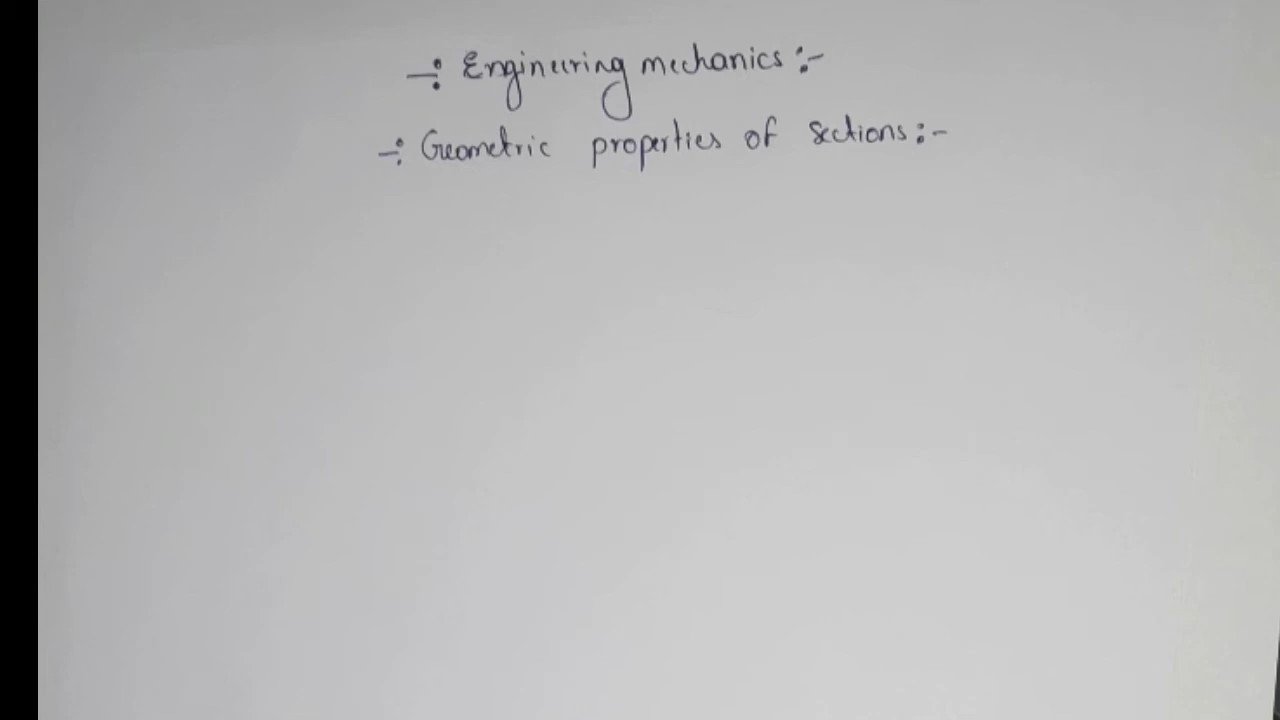 -: Engineering mechanics :-
-: Geometric properties of sections :-